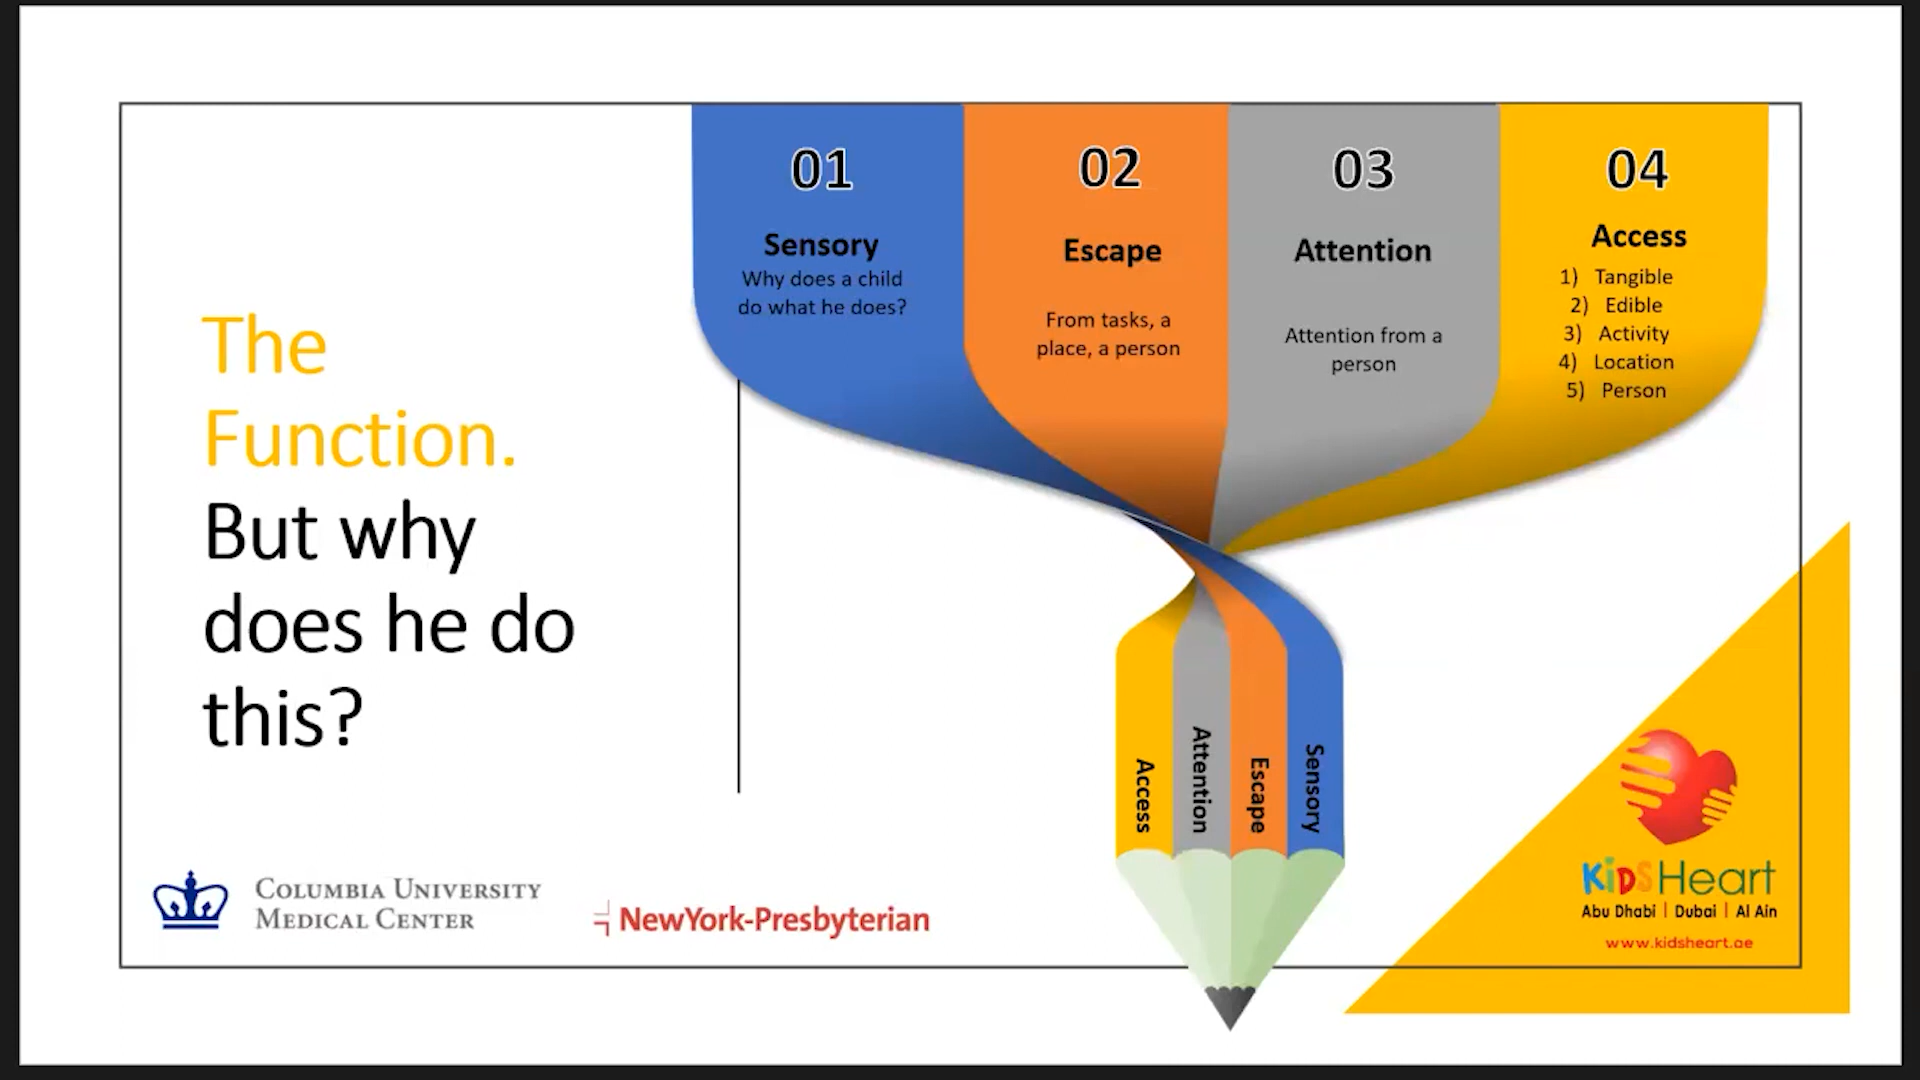 The
Function.
But why
does he do
this?
01
Sensory
Why does a child
do what he does?
02
Escape
From tasks, a
place, a person
03
Attention
Attention from a
person
04
Access
1) Tangible
2) Edible
3) Activity
4) Location
5) Person
Access
Attention
Escape
Sensory
COLUMBIA UNIVERSITY
MEDICAL CENTER
NewYork-Presbyterian
KidsHeart
Abu Dhabi | Dubai | Al Ain
www.kidsheart.ae